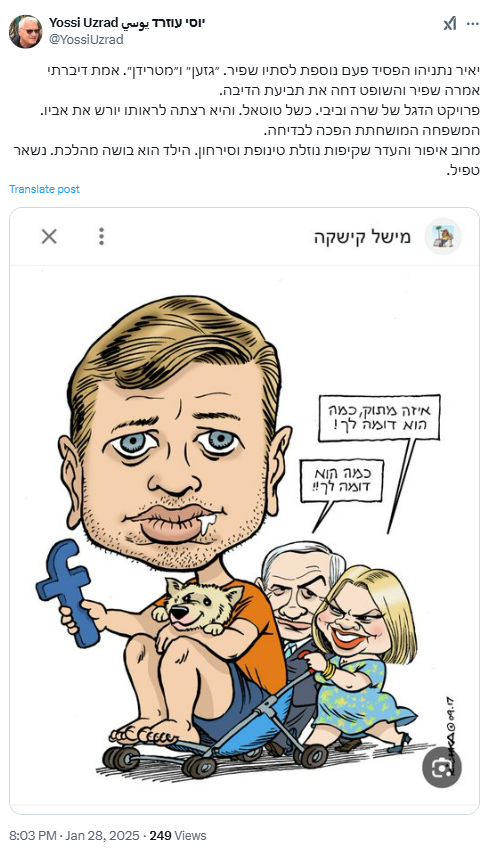 יוסי עוזרד يوسي Yossi Uzrad
@YossiUzrad
יאיר נתניהו הפסיד פעם נוספת לסתיו שפיר. ״גזען״ ו״מטרידן״. אמת דיברתי
אמרה שפיר והשופט דחה את תביעת הדיבה.
פרויקט הדגל של שרה וביבי. כשל טוטאל. והיא רצתה לראותו יורש את אביו.
המשפחה המושחתת הפכה לבדיחה.
מרוב איפור והעדר שקיפות נוזלת טינופת וסירחון. הילד הוא בושה מהלכת. נשאר
טפיל.
Translate post
מישל קישקה
איזה מתוק, כמה
הוא דומה לך!
כמה הוא
דומה לך!!
f
09.17
8:03 PM · Jan 28, 2025 · 249 Views